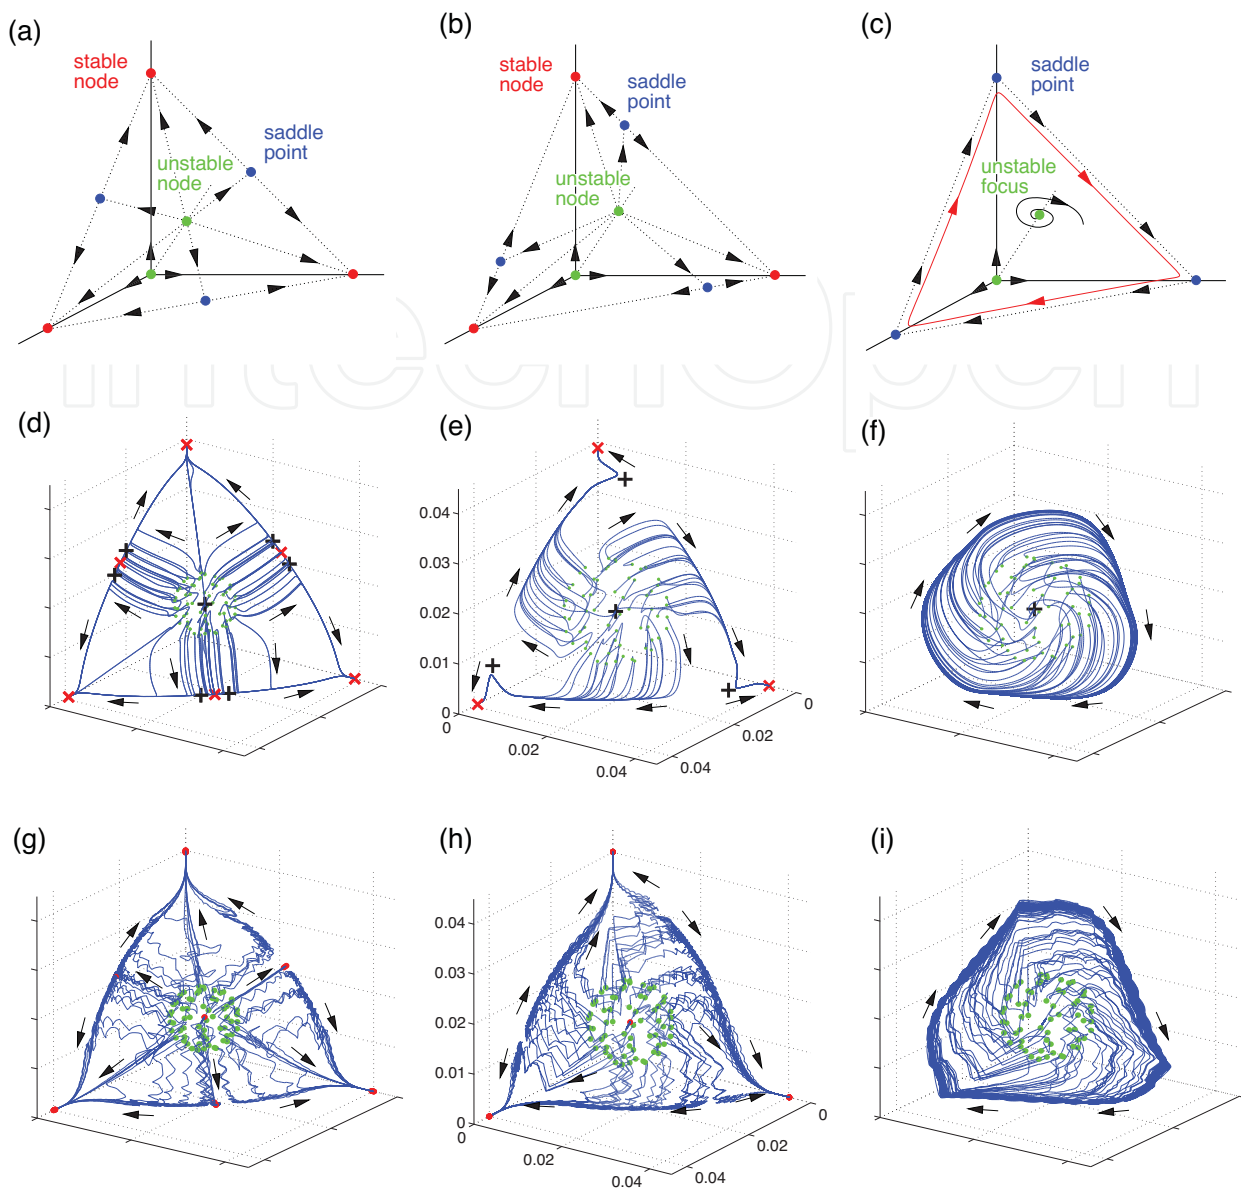 (a)
(b)
(c)
stable
node
saddle
point
unstable
node
stable
node
saddle
point
unstable
node
saddle
point
unstable
focus
IntechOpen
(d)
(e)
(f)
0.04
0.03
0.02
0.01
0
0
0.02
0.04
0.04
0.02
0
(g)
(h)
(i)
0.04
0.03
0.02
0.01
0
0
0.02
0.04
0.04
0.02
0